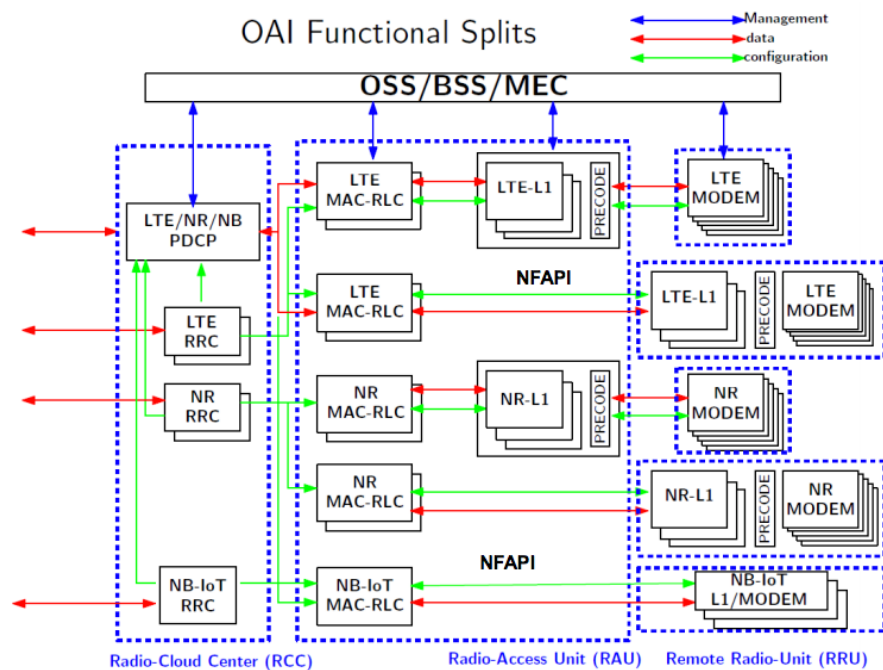 OAI Functional Splits
Management
data
configuration
OSS/BSS/MEC
LTE/NR/NB
PDCP
LTE
RRC
NR
RRC
NB-IoT
RRC
LTE
MAC-RLC
LTE-L1
PRECODE
LTE
MODEM
LTE
MAC-RLC
NFAPI
LTE-L1
PRECODE
LTE
MODEM
NR
MAC-RLC
NR-L1
PRECODE
NR
MODEM
NR
MAC-RLC
NR-L1
PRECODE
NR
MODEM
NB-IoT
MAC-RLC
NFAPI
NB-IoT
L1/MODEM
Radio-Cloud Center (RCC)
Radio-Access Unit (RAU)
Remote Radio-Unit (RRU)